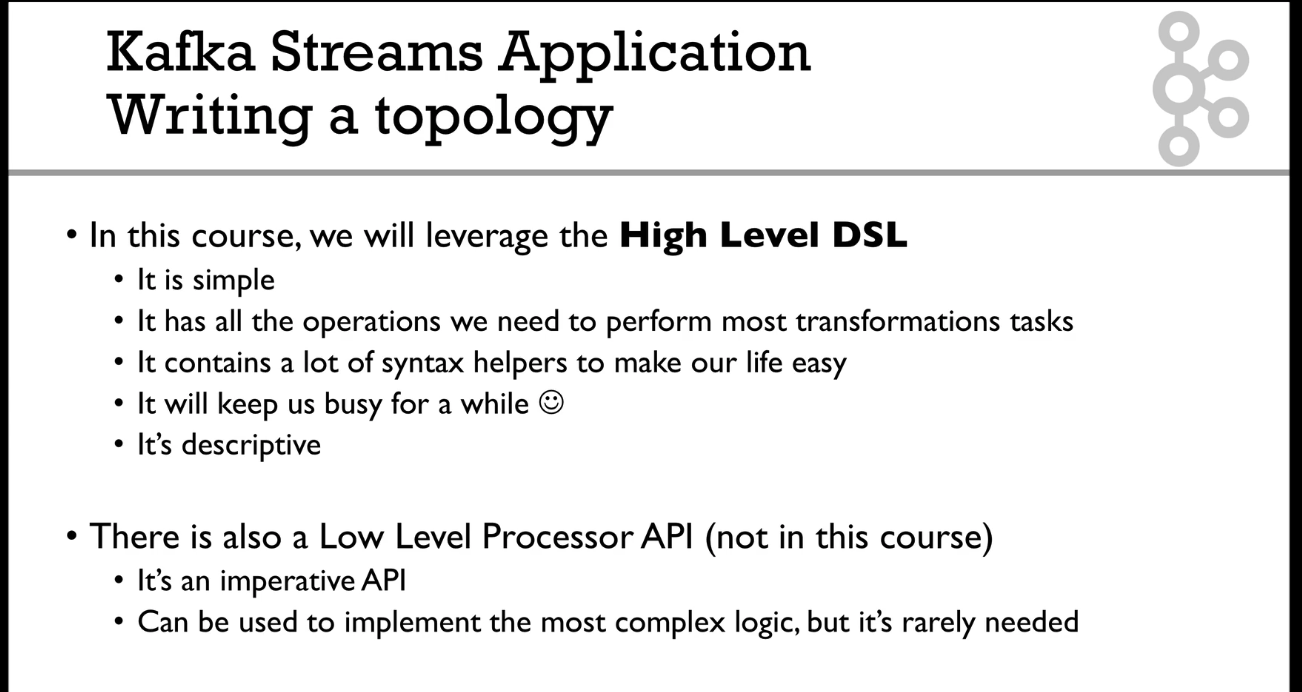 Kafka Streams Application
Writing a topology
• In this course, we will leverage the High Level DSL
• It is simple
• It has all the operations we need to perform most transformations tasks
• It contains a lot of syntax helpers to make our life easy
• It will keep us busy for a while ☺
• It’s descriptive
• There is also a Low Level Processor API (not in this course)
• It’s an imperative API
• Can be used to implement the most complex logic, but it’s rarely needed